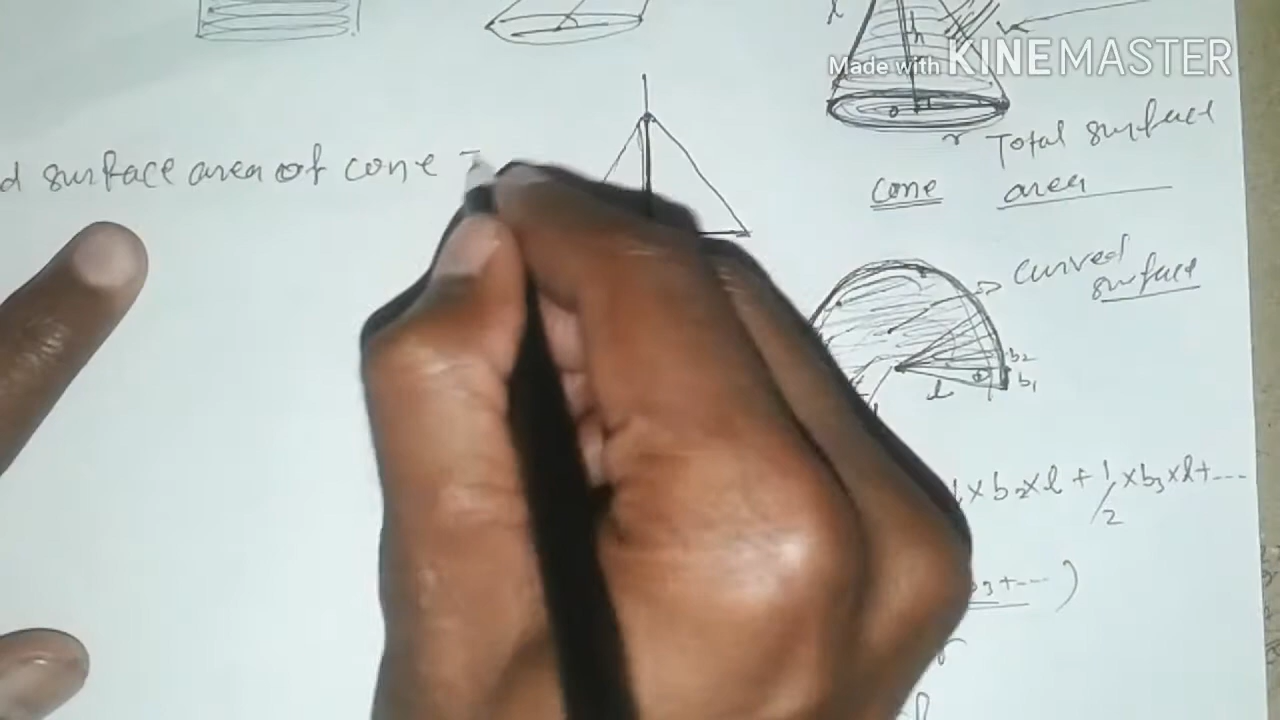 l h
Made with KINEMASTER
r Total surface
cone area
d surface area of cone =
curved
surface
b2
l b1
x b2 x l + 1/2 x b3 x l + ----
3 + ---- )
r
l